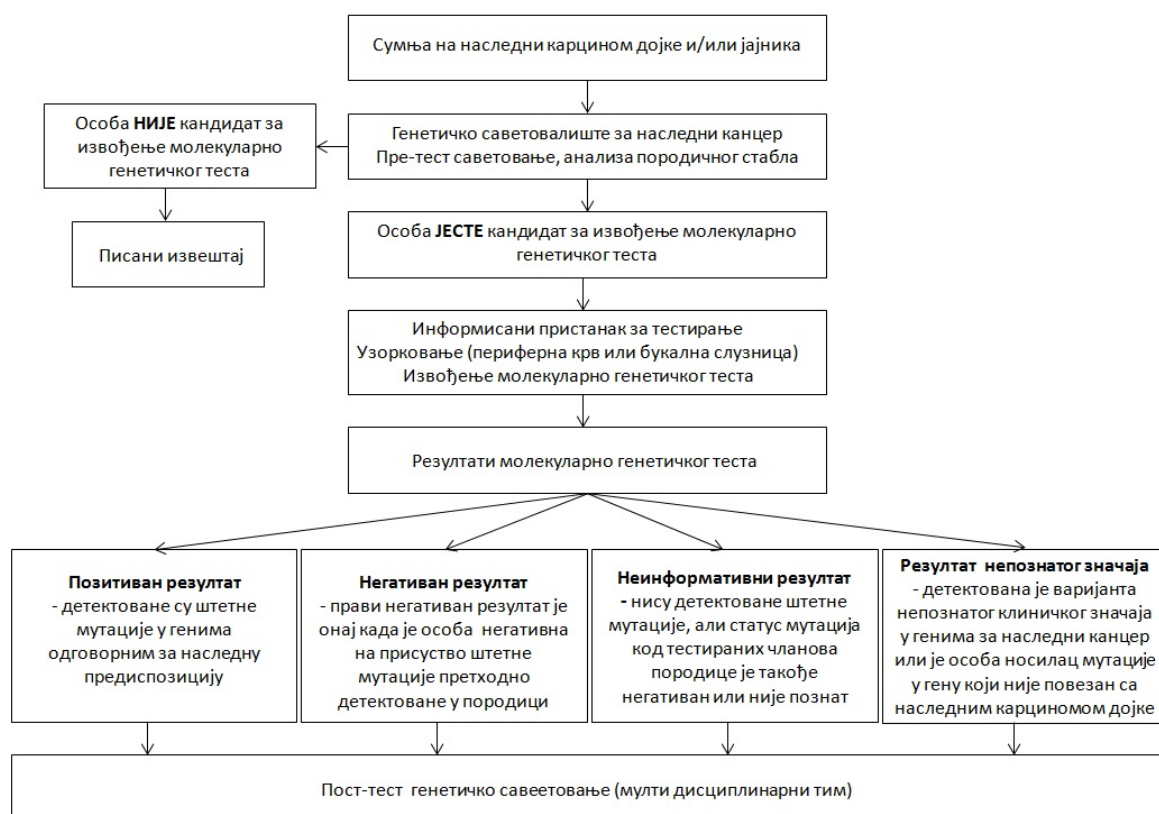 Сумња на наследни карцином дојке и/или јајника
Особа НИЈЕ кандидат за
извођење молекуларно
генетичког теста
Генетичко саветовалиште за наследни канцер
Пре-тест саветовање, анализа породичног стабла
Писани извештај
Особа ЈЕСТЕ кандидат за извођење молекуларно
генетичког теста
Информисани пристанак за тестирање
Узорковање (периферна крв или букална слузница)
Извођење молекуларно генетичког теста
Резултати молекуларно генетичког теста
Позитиван резултат
- детектоване су штетне
мутације у генима
одговорним за наследну
предиспозицију
Негативан резултат
- прави негативан резултат је
онај када је особа негативна
на присуство штетне
мутације претходно
детектоване у породици
Неинформативни резултат
- нису детектоване штетне
мутације, али статус мутација
код тестираних чланова
породице је такође
негативан или није познат
Резултат непознатог значаја
- детектована је варијанта
непознатог клиничког значаја
у генима за наследни канцер
или је особа носилац мутације
у гену који није повезан са
наследним карциномом дојке
Пост-тест генетичко савеетовање (мулти дисциплинарни тим)